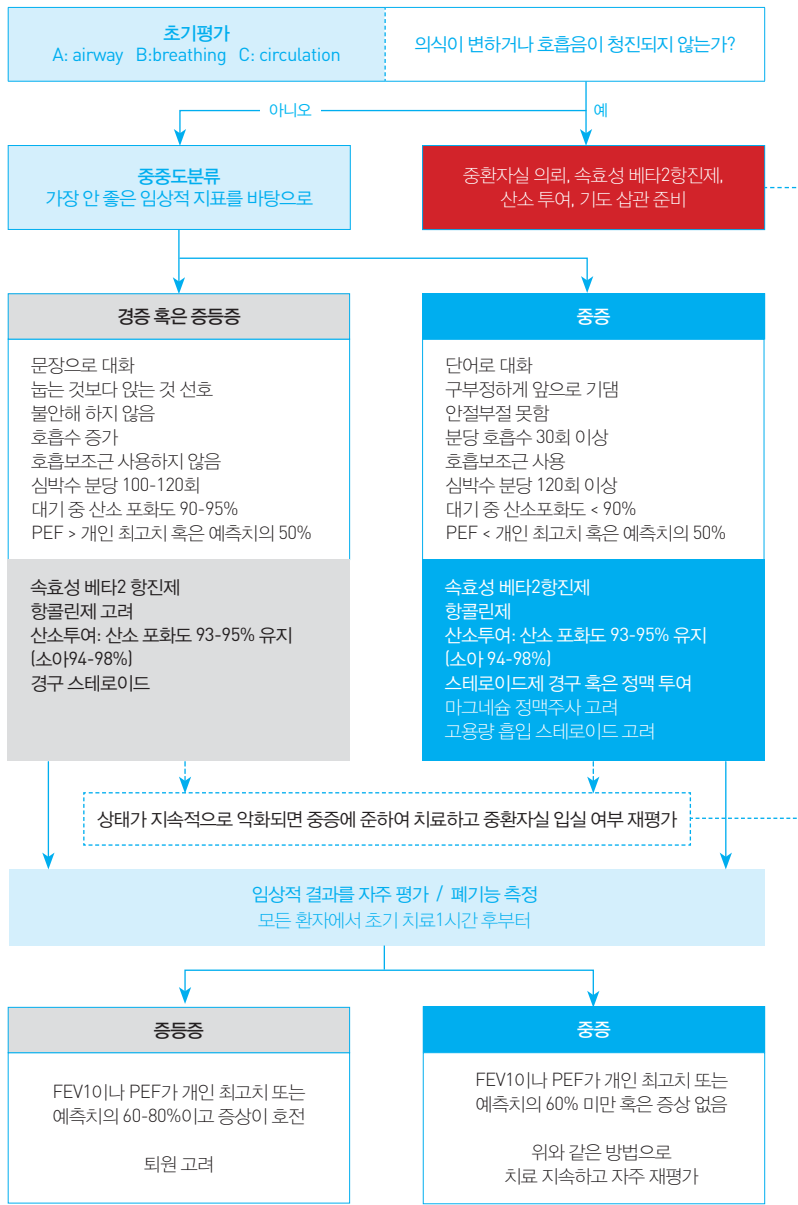 초기평가
A: airway B:breathing C: circulation
의식이 변하거나 호흡음이 청진되지 않는가?
아니오
예
중중도분류
가장 안 좋은 임상적 지표를 바탕으로
중환자실 의뢰, 속효성 베타2항진제,
산소 투여, 기도 삽관 준비
경증 혹은 증등증
문장으로 대화
눕는 것보다 앉는 것 선호
불안해 하지 않음
호흡수 증가
호흡보조근 사용하지 않음
심박수 분당 100-120회
대기 중 산소 포화도 90-95%
PEF > 개인 최고치 혹은 예측치의 50%
속효성 베타2 항진제
항콜린제 고려
산소투여: 산소 포화도 93-95% 유지
(소아94-98%)
경구 스테로이드
중증
단어로 대화
구부정하게 앞으로 기댐
안절부절 못함
분당 호흡수 30회 이상
호흡보조근 사용
심박수 분당 120회 이상
대기 중 산소포화도 < 90%
PEF < 개인 최고치 혹은 예측치의 50%
속효성 베타2항진제
항콜린제
산소투여: 산소 포화도 93-95% 유지
(소아 94-98%)
스테로이드제 경구 혹은 정맥 투여
마그네슘 정맥주사 고려
고용량 흡입 스테로이드 고려
상태가 지속적으로 악화되면 중증에 준하여 치료하고 중환자실 입실 여부 재평가
임상적 결과를 자주 평가 / 폐기능 측정
모든 환자에서 초기 치료1시간 후부터
증등증
FEV1이나 PEF가 개인 최고치 또는
예측치의 60-80%이고 증상이 호전
퇴원 고려
중증
FEV1이나 PEF가 개인 최고치 또는
예측치의 60% 미만 혹은 증상 없음
위와 같은 방법으로
치료 지속하고 자주 재평가